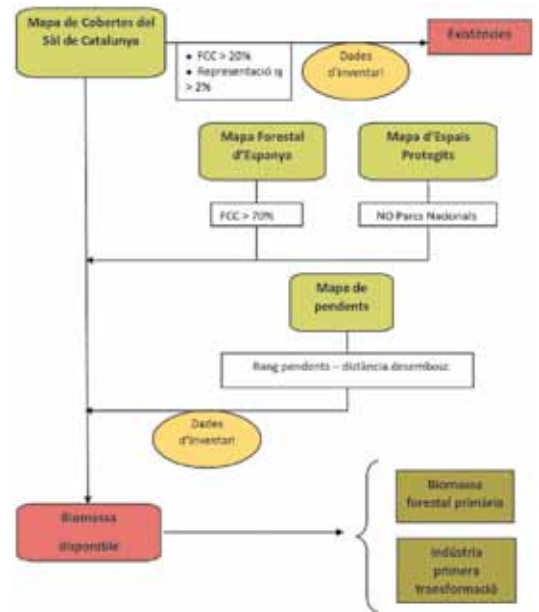 Mapa de Cobertes del
Sòl de Catalunya
• FCC > 20%
• Representació
> 2%
Dades
d'Inventari
Existències
Mapa Forestal
d'Espanya
Mapa d'Espais
Protegits
FCC > 70%
NO Parcs Nacionals
Mapa de
pendents
Rang pendents – distància desembosc
Dades
d'Inventari
Biomassa
disponible
Biomassa
forestal primària
Indústria
primera
transformació